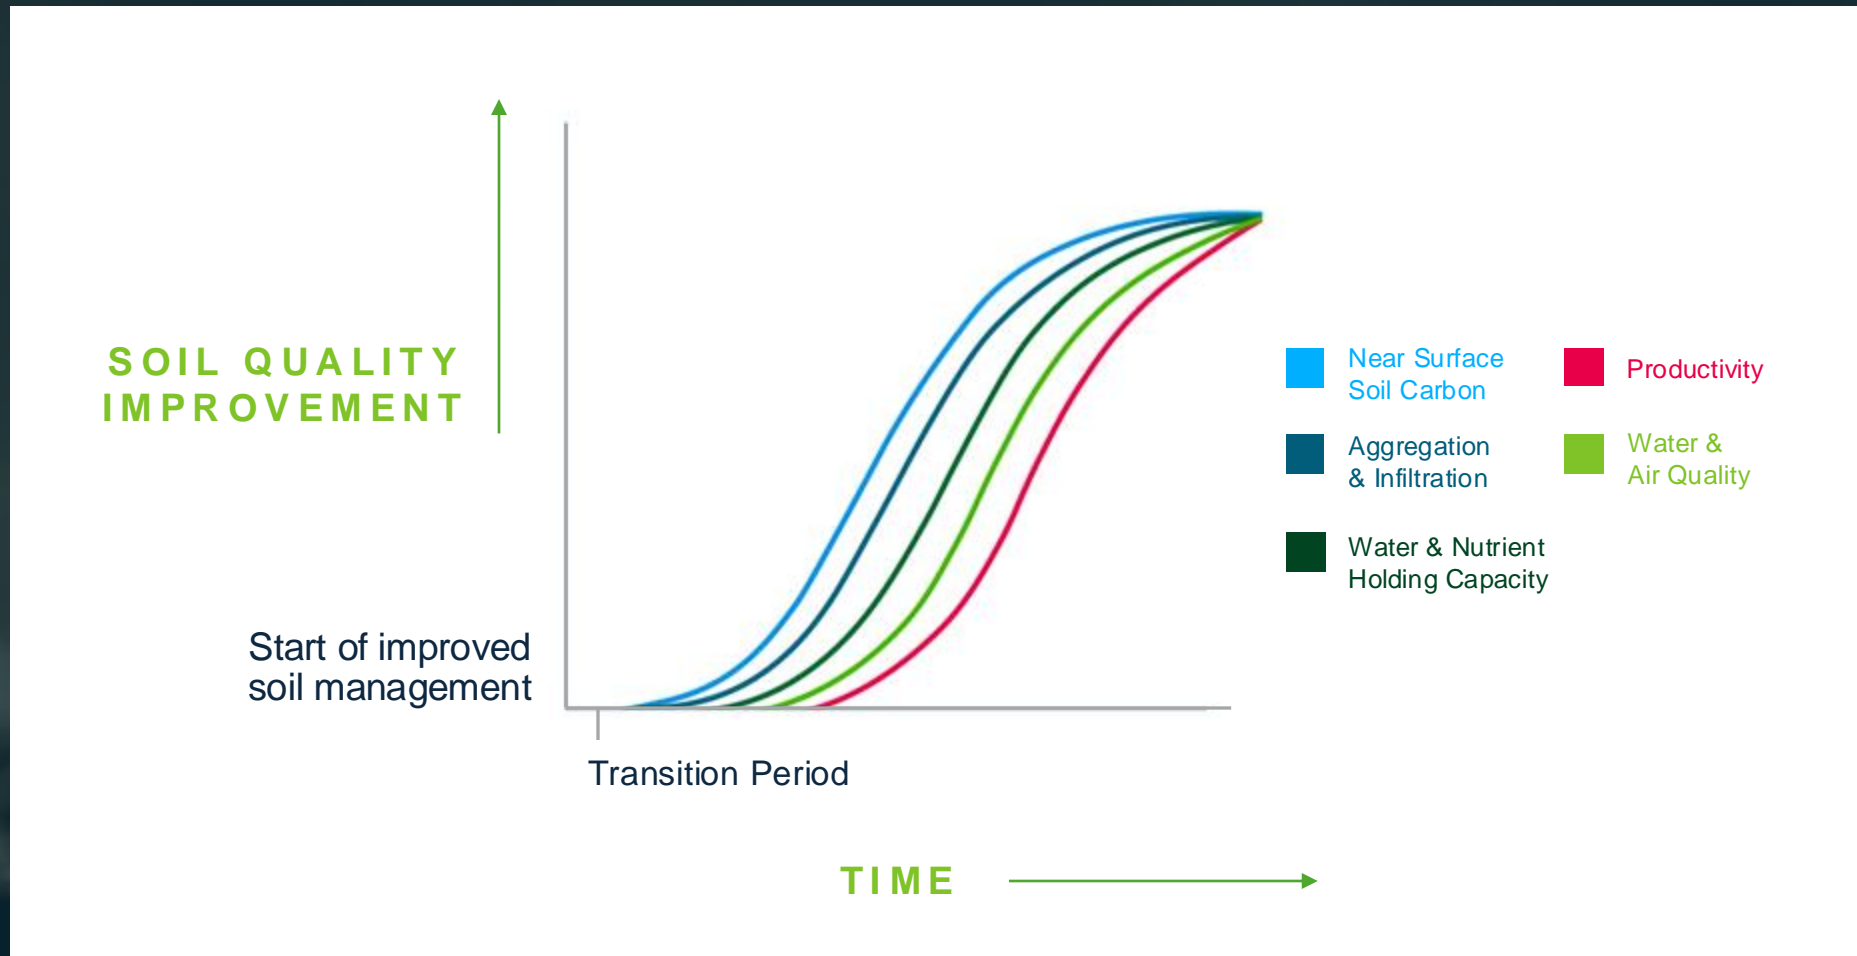 SOIL QUALITY
IMPROVEMENT
Start of improved
soil management
Transition Period
TIME
Near Surface
Soil Carbon
Productivity
Aggregation
& Infiltration
Water &
Air Quality
Water & Nutrient
Holding Capacity